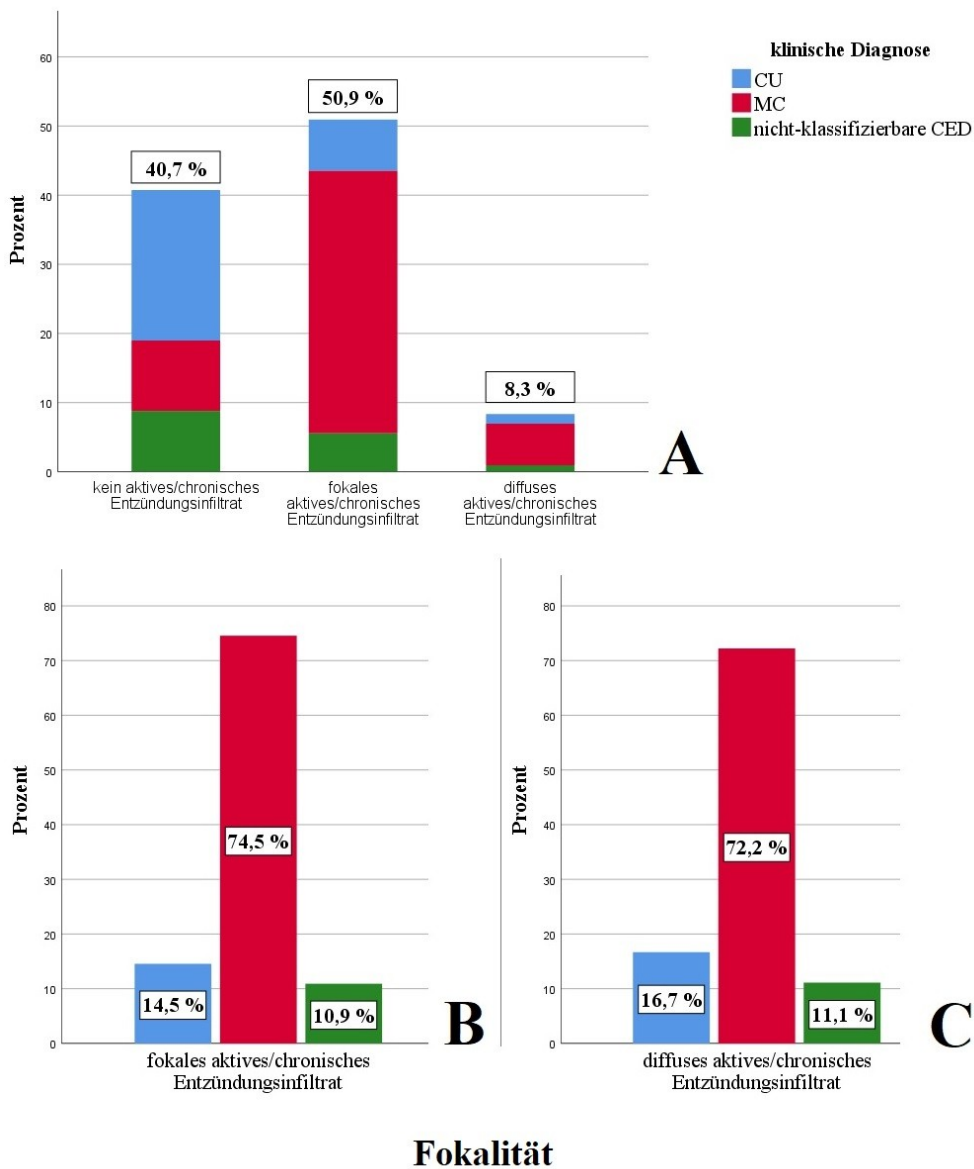 klinische Diagnose
CU
MC
nicht-klassifizierbare CED
Prozent
60
50
40
30
20
10
0
40,7 %
50,9 %
8,3 %
kein aktives/chronisches
Entzündungsinfiltrat
fokales
aktives/chronisches
Entzündungsinfiltrat
diffuses
aktives/chronisches
Entzündungsinfiltrat
A
Prozent
80
70
60
50
40
30
20
10
0
14,5 %
74,5 %
10,9 %
fokales aktives/chronisches
Entzündungsinfiltrat
B
Prozent
80
70
60
50
40
30
20
10
0
16,7 %
72,2 %
11,1 %
diffuses aktives/chronisches
Entzündungsinfiltrat
C
Fokalität